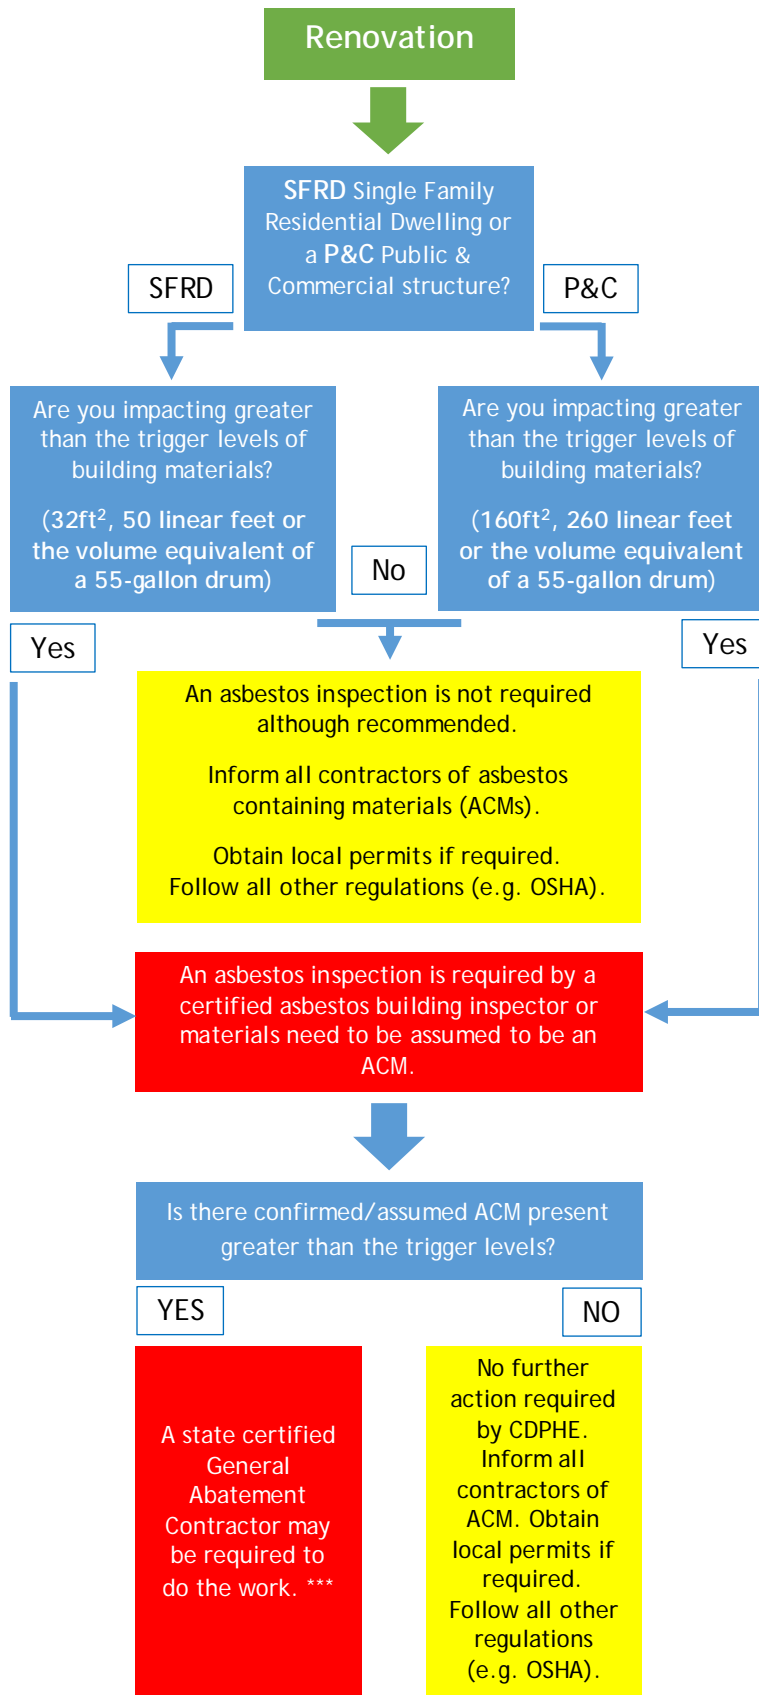 Renovation
SFRD Single Family
Residential Dwelling or
a P&C Public &
Commercial structure?
SFRD
P&C
Are you impacting greater
than the trigger levels of
building materials?
(32ft², 50 linear feet or
the volume equivalent of
a 55-gallon drum)
Are you impacting greater
than the trigger levels of
building materials?
(160ft², 260 linear feet
or the volume equivalent
of a 55-gallon drum)
No
Yes
Yes
An asbestos inspection is not required
although recommended.
Inform all contractors of asbestos
containing materials (ACMs).
Obtain local permits if required.
Follow all other regulations (e.g. OSHA).
An asbestos inspection is required by a
certified asbestos building inspector or
materials need to be assumed to be an
ACM.
Is there confirmed/assumed ACM present
greater than the trigger levels?
YES
NO
A state certified
General
Abatement
Contractor may
be required to
do the work. ***
No further
action required
by CDPHE.
Inform all
contractors of
ACM. Obtain
local permits if
required.
Follow all other
regulations
(e.g. OSHA).